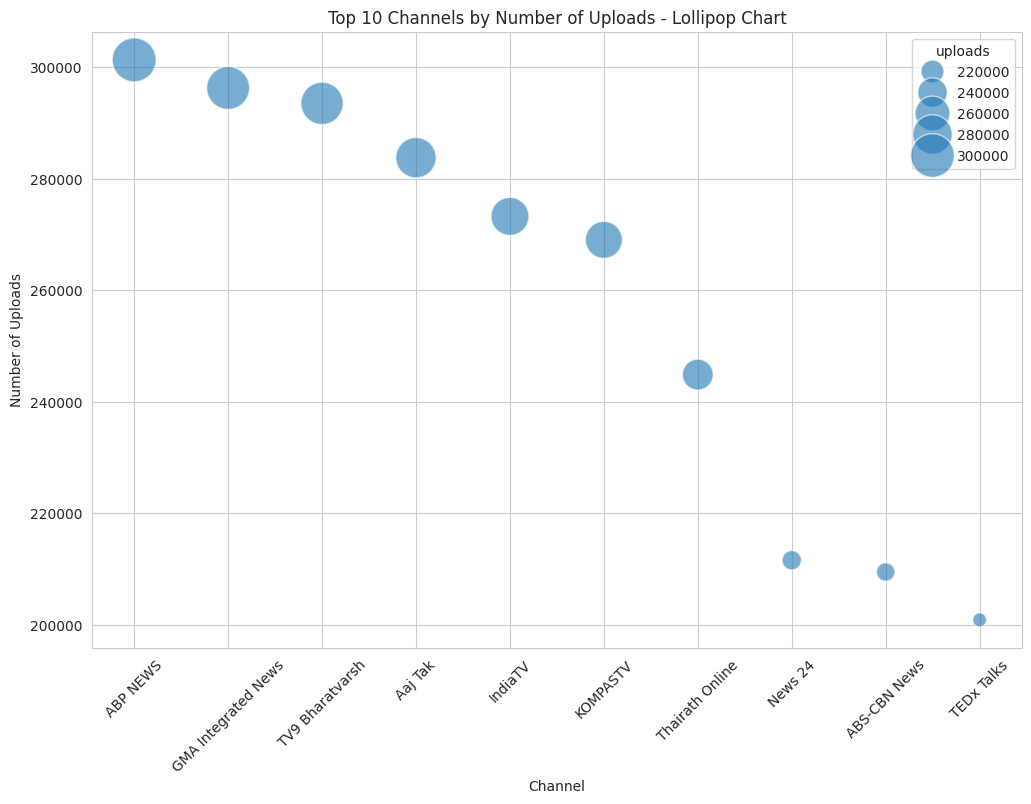 Top 10 Channels by Number of Uploads - Lollipop Chart
uploads
220000
240000
260000
280000
300000
Number of Uploads
300000
280000
260000
240000
220000
200000
ABP NEWS
GMA Integrated News
TV9 Bharatvarsh
Aaj Tak
IndiaTV
KOMPASTV
Thairath Online
News 24
ABS-CBN News
TEDx Talks
Channel